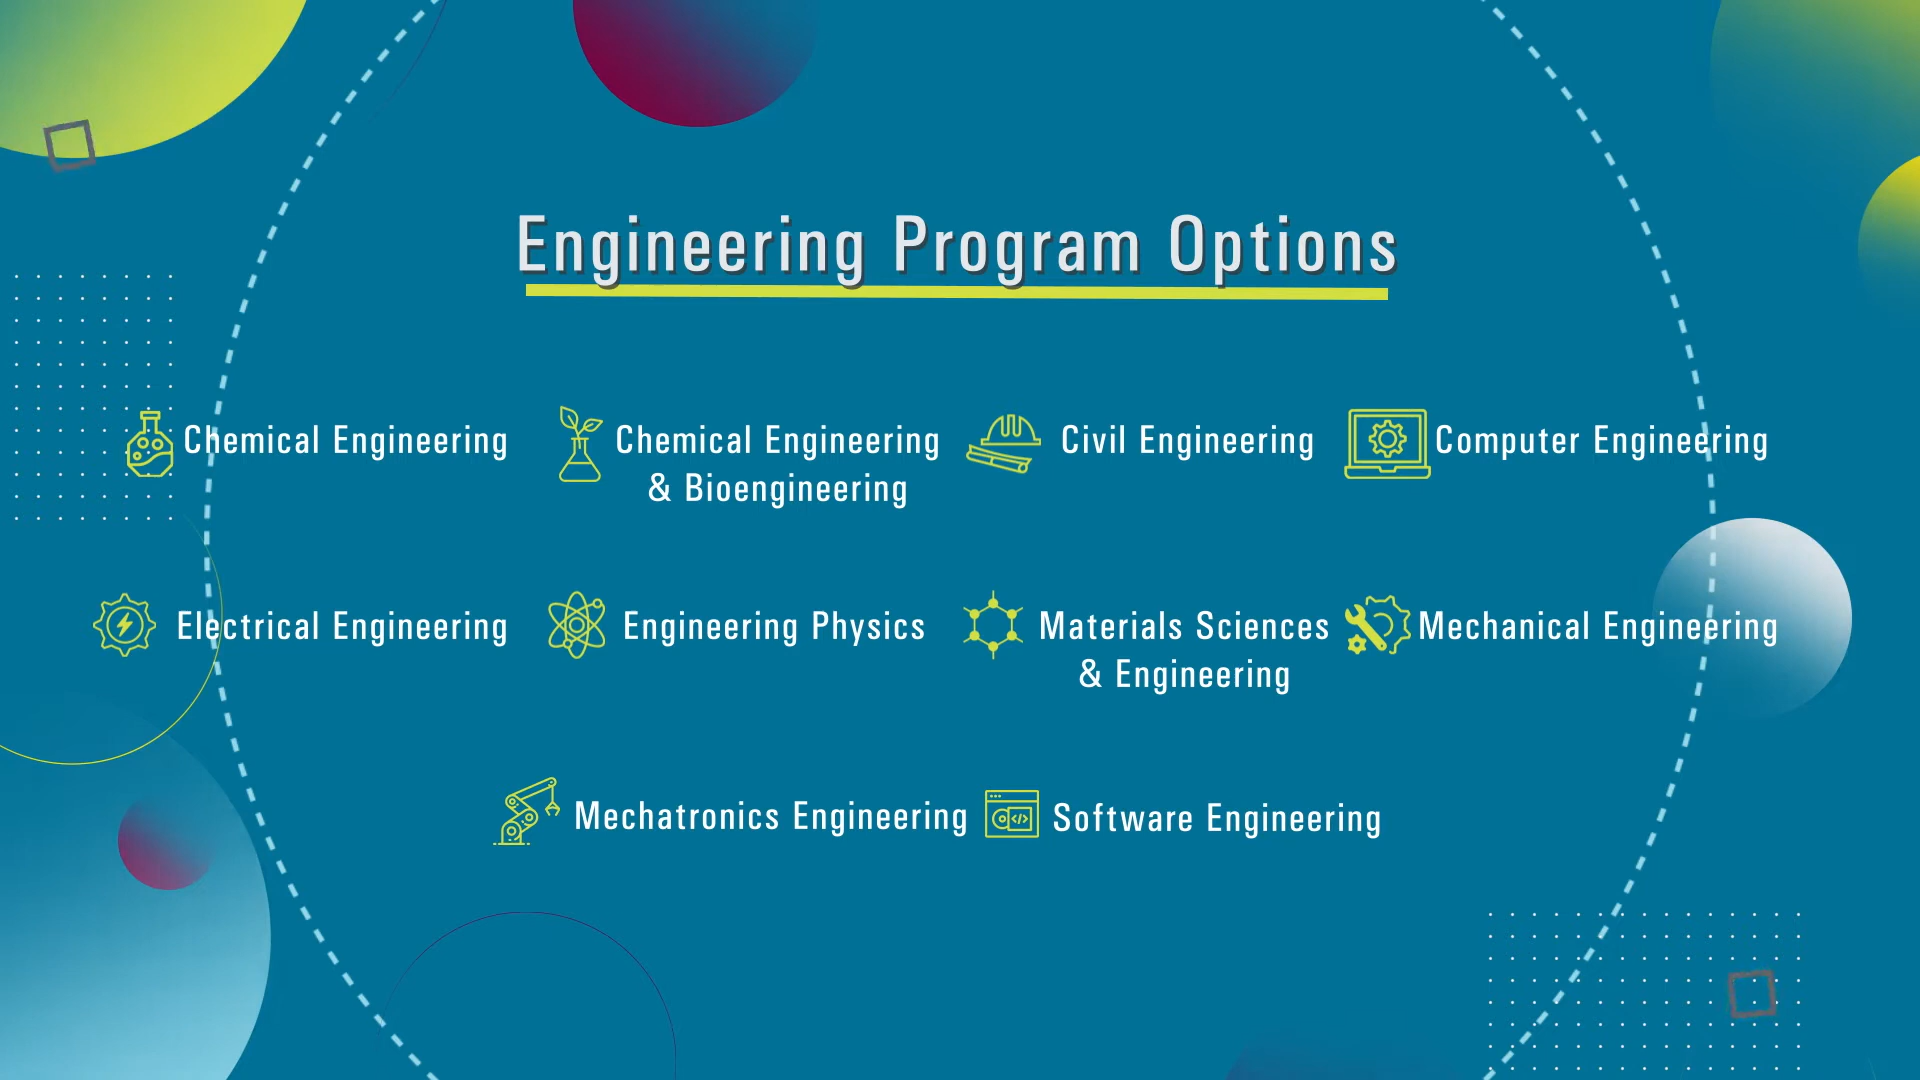 Engineering Program Options
Chemical Engineering
Chemical Engineering
& Bioengineering
Civil Engineering
Computer Engineering
Electrical Engineering
Engineering Physics
Materials Sciences
& Engineering
Mechanical Engineering
Mechatronics Engineering
Software Engineering